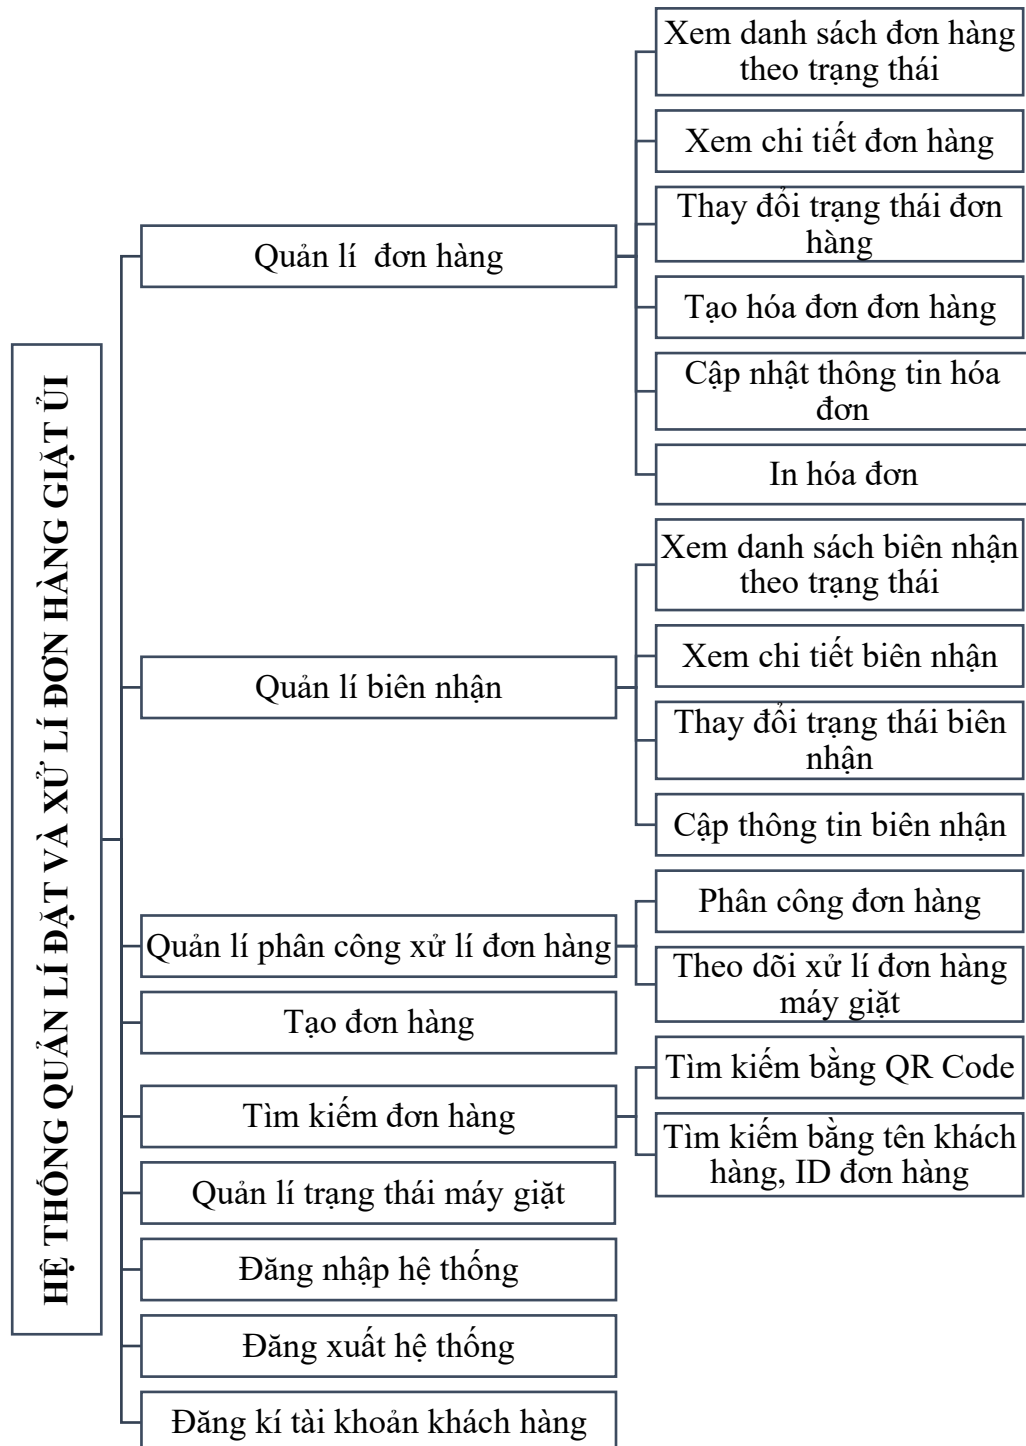 HỆ THỐNG QUẢN LÍ ĐẶT VÀ XỬ LÍ ĐƠN HÀNG GIẶT ỦI
Quản lí  đơn hàng
Xem danh sách đơn hàng
theo trạng thái
Xem chi tiết đơn hàng
Thay đổi trạng thái đơn
hàng
Tạo hóa đơn đơn hàng
Cập nhật thông tin hóa
đơn
In hóa đơn
Quản lí biên nhận
Xem danh sách biên nhận
theo trạng thái
Xem chi tiết biên nhận
Thay đổi trạng thái biên
nhận
Cập thông tin biên nhận
Quản lí phân công xử lí đơn hàng
Phân công đơn hàng
Theo dõi xử lí đơn hàng
máy giặt
Tạo đơn hàng
Tìm kiếm đơn hàng
Tìm kiếm bằng QR Code
Tìm kiếm bằng tên khách
hàng, ID đơn hàng
Quản lí trạng thái máy giặt
Đăng nhập hệ thống
Đăng xuất hệ thống
Đăng kí tài khoản khách hàng